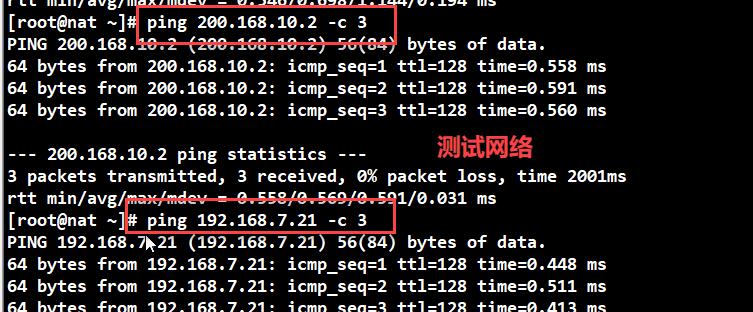 rtt min/avg/max/mdev = 0.546/0.698/1.144/0.194 ms
[root@nat ~]# ping 200.168.10.2 -c 3
PING 200.168.10.2 (200.168.10.2) 56(84) bytes of data.
64 bytes from 200.168.10.2: icmp_seq=1 ttl=128 time=0.558 ms
64 bytes from 200.168.10.2: icmp_seq=2 ttl=128 time=0.591 ms
64 bytes from 200.168.10.2: icmp_seq=3 ttl=128 time=0.560 ms
测试网络
--- 200.168.10.2 ping statistics ---
3 packets transmitted, 3 received, 0% packet loss, time 2001ms
rtt min/avg/max/mdev = 0.558/0.569/0.591/0.031 ms
[root@nat ~]# ping 192.168.7.21 -c 3
PING 192.168.7.21 (192.168.7.21) 56(84) bytes of data.
64 bytes from 192.168.7.21: icmp_seq=1 ttl=128 time=0.448 ms
64 bytes from 192.168.7.21: icmp_seq=2 ttl=128 time=0.511 ms
64 bytes from 192.168.7.21: icmp_seq=3 ttl=128 time=0.413 ms